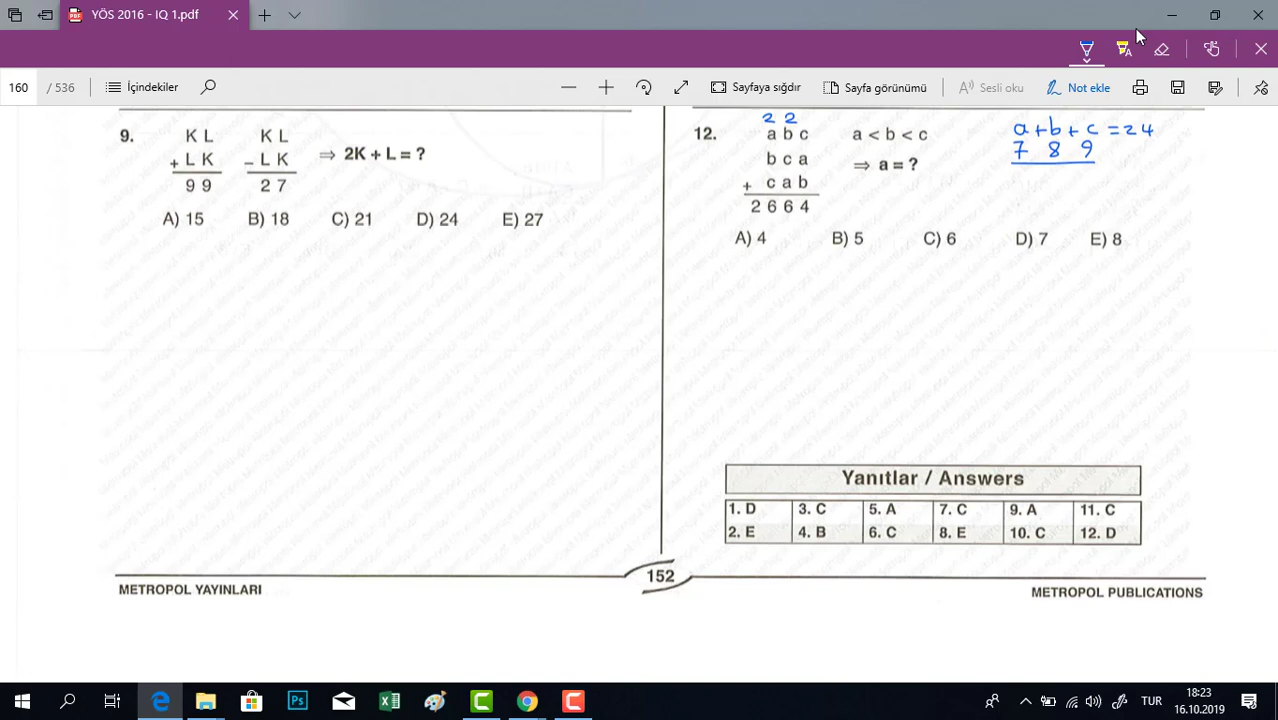 YÖS 2016 - IQ 1.pdf
160 / 536
İçindekiler
Sayfaya sığdır
Sayfa görünümü
Sesli oku
Not ekle
9.
K L
+ L K
9 9
K L
− L K
2 7
⇒ 2K + L = ?
A) 15 B) 18 C) 21 D) 24 E) 27
2 2
12.
a b c
b c a
+ c a b
2 6 6 4
a < b < c
⇒ a = ?
a + b + c = 24
7 8 9
A) 4 B) 5 C) 6 D) 7 E) 8
Yanıtlar / Answers
1. D 3. C 5. A 7. C 9. A 11. C
2. E 4. B 6. C 8. E 10. C 12. D
METROPOL YAYINLARI
152
METROPOL PUBLICATIONS
TUR
18:23
16.10.2019